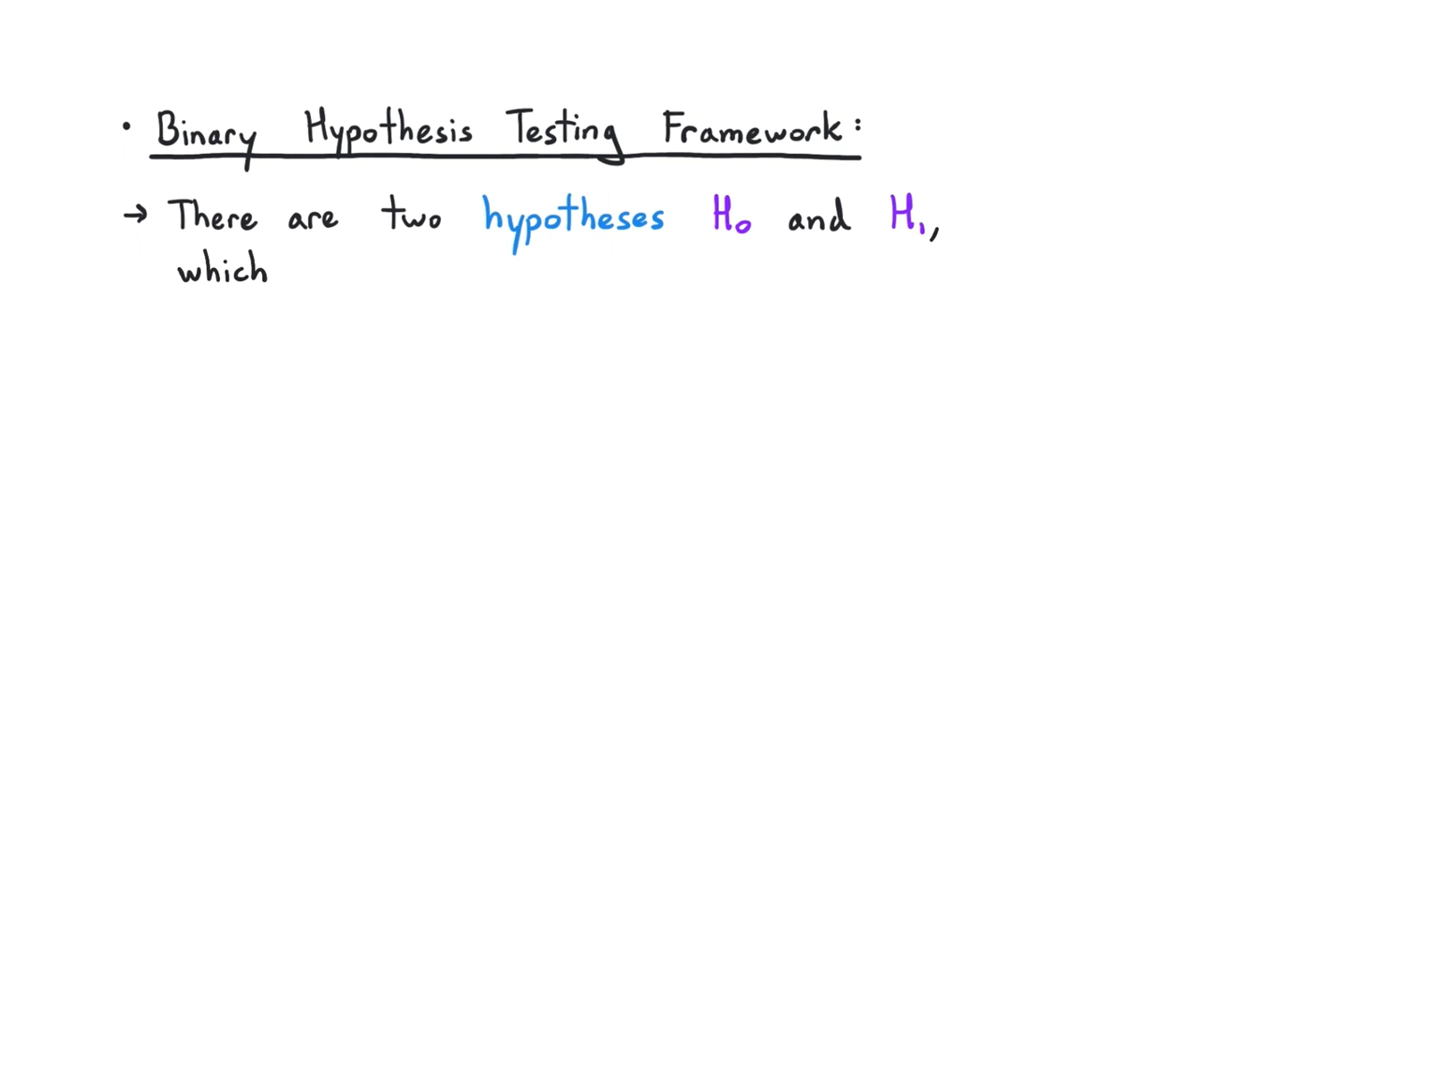 • Binary Hypothesis Testing Framework:
→ There are two hypotheses H₀ and H₁,
which